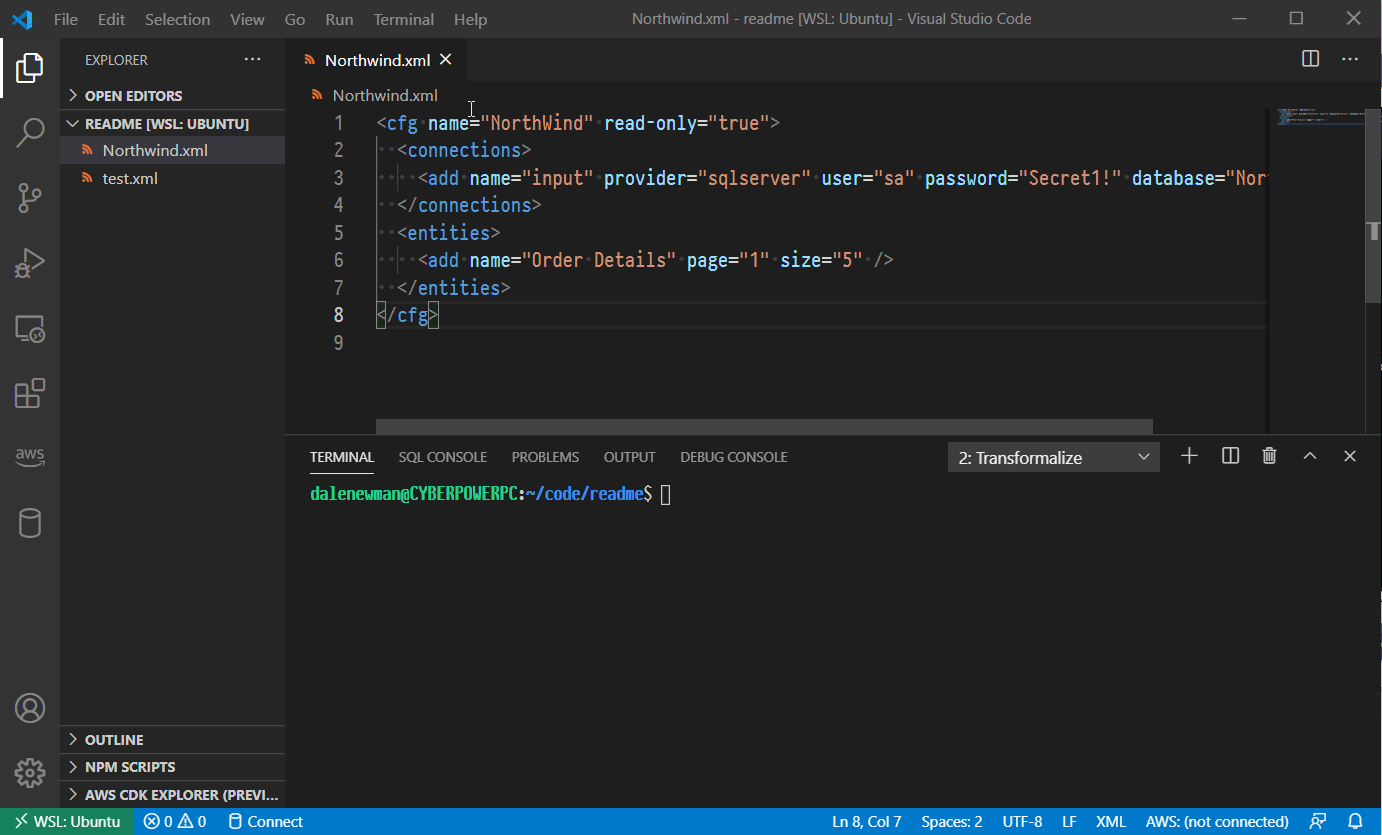 File Edit Selection View Go Run Terminal Help Northwind.xml - readme [WSL: Ubuntu] - Visual Studio Code
EXPLORER
OPEN EDITORS
README [WSL: UBUNTU]
Northwind.xml
test.xml
OUTLINE
NPM SCRIPTS
AWS CDK EXPLORER (PREVI...
aws
Northwind.xml
Northwind.xml
1 <cfg name="NorthWind" read-only="true">
2 <connections>
3 <add name="input" provider="sqlserver" user="sa" password="Secret1!" database="Nor
4 </connections>
5 <entities>
6 <add name="Order Details" page="1" size="5" />
7 </entities>
8 </cfg>
9
TERMINAL SQL CONSOLE PROBLEMS OUTPUT DEBUG CONSOLE 2: Transformalize
dalenewman@CYBERPOWERPC:~/code/readme$
WSL: Ubuntu 0 0 Connect Ln 8, Col 7 Spaces: 2 UTF-8 LF XML AWS: (not connected)